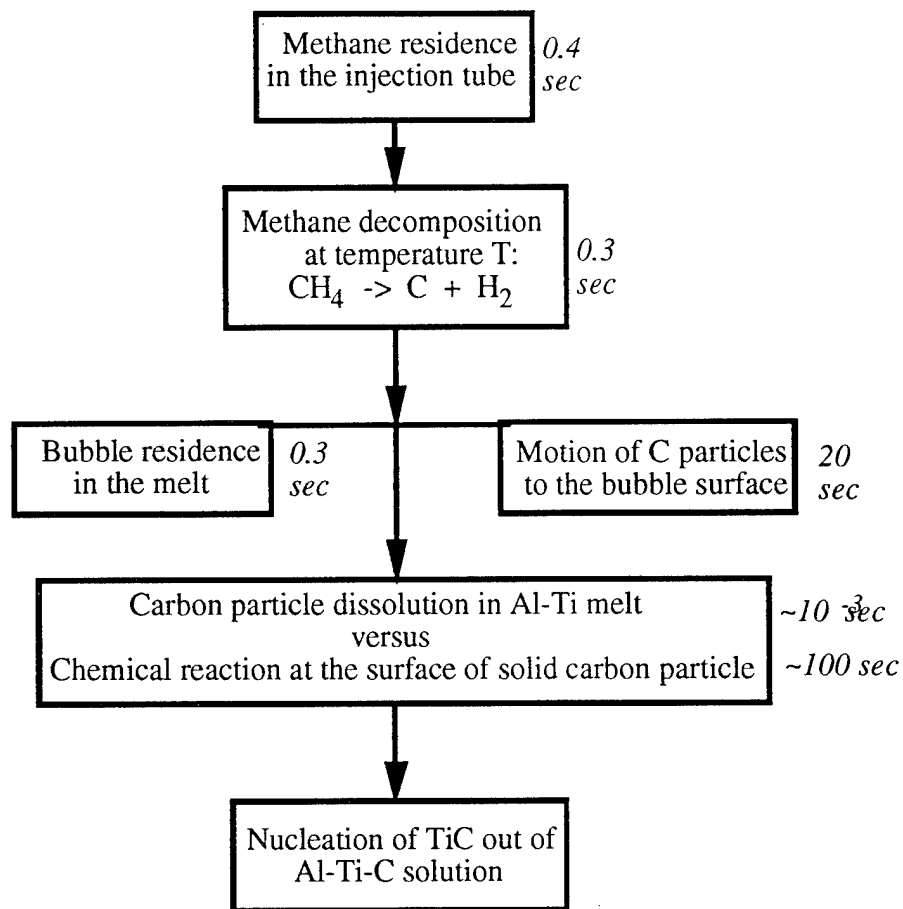 Methane residence
in the injection tube
0.4
sec
Methane decomposition
at temperature T:
CH₄ -> C + H₂
0.3
sec
Bubble residence
in the melt
0.3
sec
Motion of C particles
to the bubble surface
20
sec
Carbon particle dissolution in Al-Ti melt
versus
Chemical reaction at the surface of solid carbon particle
~10⁻³ sec
~100 sec
Nucleation of TiC out of
Al-Ti-C solution